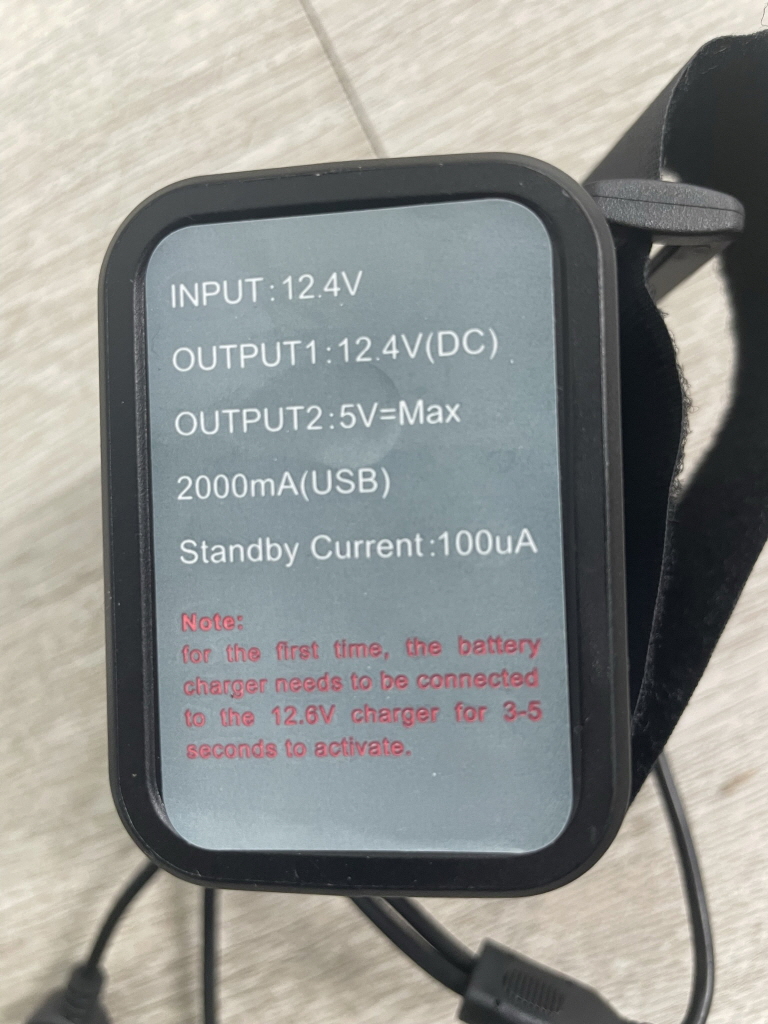 INPUT:12.4V
OUTPUT1:12.4V(DC)
OUTPUT2:5V=Max
2000mA(USB)
Standby Current:100uA
Note:
for the first time, the battery
charger needs to be connected
to the 12.6V charger for 3-5
seconds to activate.